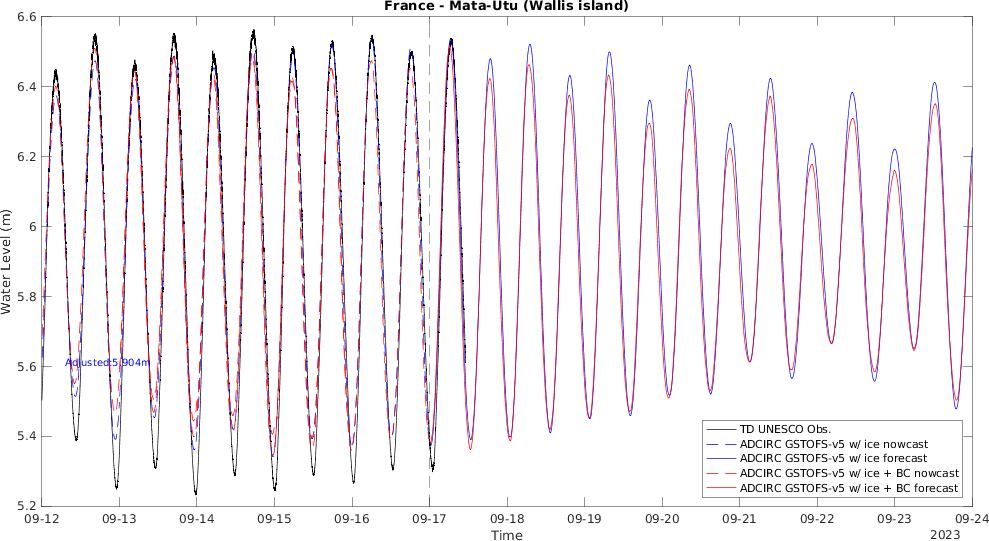 France - Mata-Utu (Wallis island)
6.6
6.4
6.2
6
5.8
5.6
5.4
5.2
Water Level (m)
Adjusted:5.904m
TD UNESCO Obs.
ADCIRC GSTOFS-v5 w/ ice nowcast
ADCIRC GSTOFS-v5 w/ ice forecast
ADCIRC GSTOFS-v5 w/ ice + BC nowcast
ADCIRC GSTOFS-v5 w/ ice + BC forecast
09-12 09-13 09-14 09-15 09-16 09-17 09-18 09-19 09-20 09-21 09-22 09-23 09-24
Time
2023